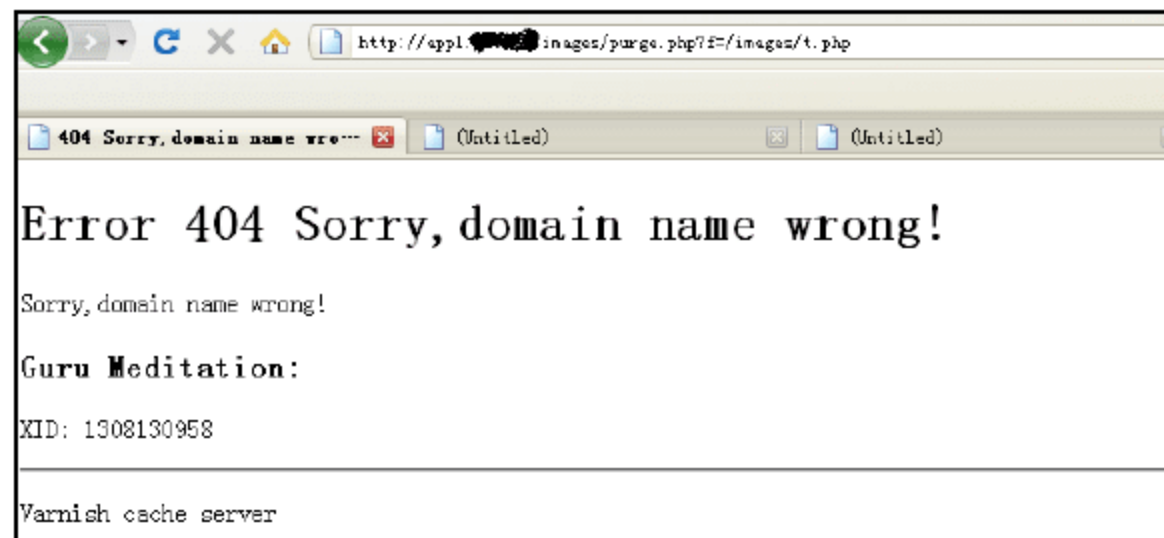 http://appl. images/purge.php?f=/images/t.php
404 Sorry,domain name wro…
(Untitled)
(Untitled)
Error 404 Sorry,domain name wrong!
Sorry,domain name wrong!
Guru Meditation:
XID: 1308130958
Varnish cache server